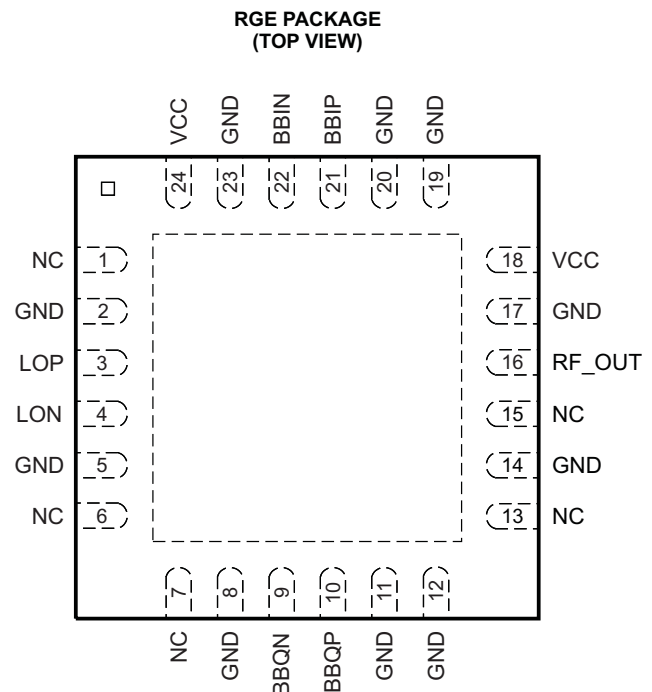 RGE PACKAGE
(TOP VIEW)
VCC GND BBIN BBIP GND GND
24 23 22 21 20 19
NC 1 18 VCC
GND 2 17 GND
LOP 3 16 RF_OUT
LON 4 15 NC
GND 5 14 GND
NC 6 13 NC
7 8 9 10 11 12
NC GND BBQN BBQP GND GND